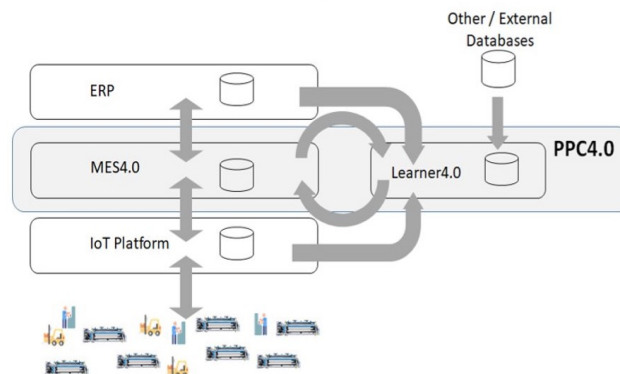 Other / External
Databases
ERP
PPC4.0
MES4.0
Learner4.0
IoT Platform